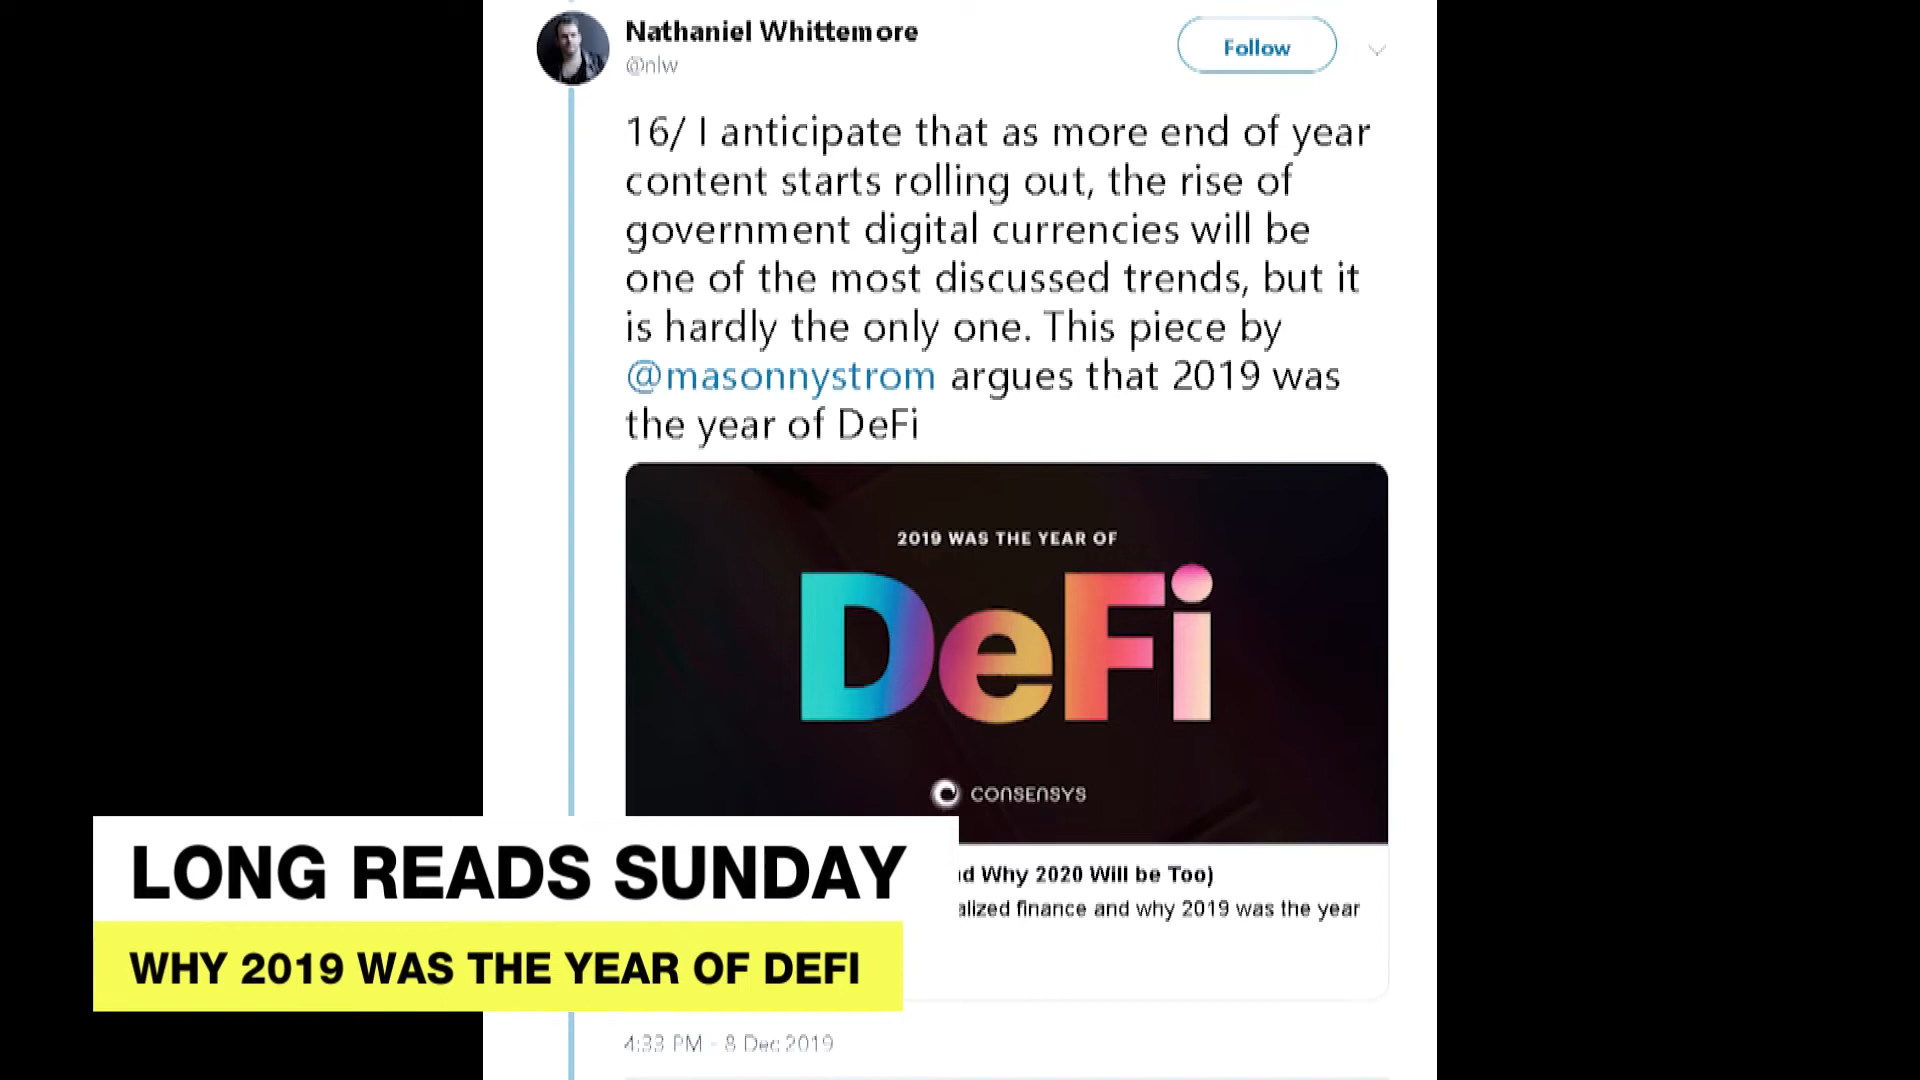 Nathaniel Whittemore
@nlw
Follow
16/ I anticipate that as more end of year
content starts rolling out, the rise of
government digital currencies will be
one of the most discussed trends, but it
is hardly the only one. This piece by
@masonnystrom argues that 2019 was
the year of DeFi
2019 WAS THE YEAR OF
DeFi
CONSENSYS
Why 2020 Will be Too)
finance and why 2019 was the year
LONG READS SUNDAY
WHY 2019 WAS THE YEAR OF DEFI
4:33 PM - 8 Dec 2019